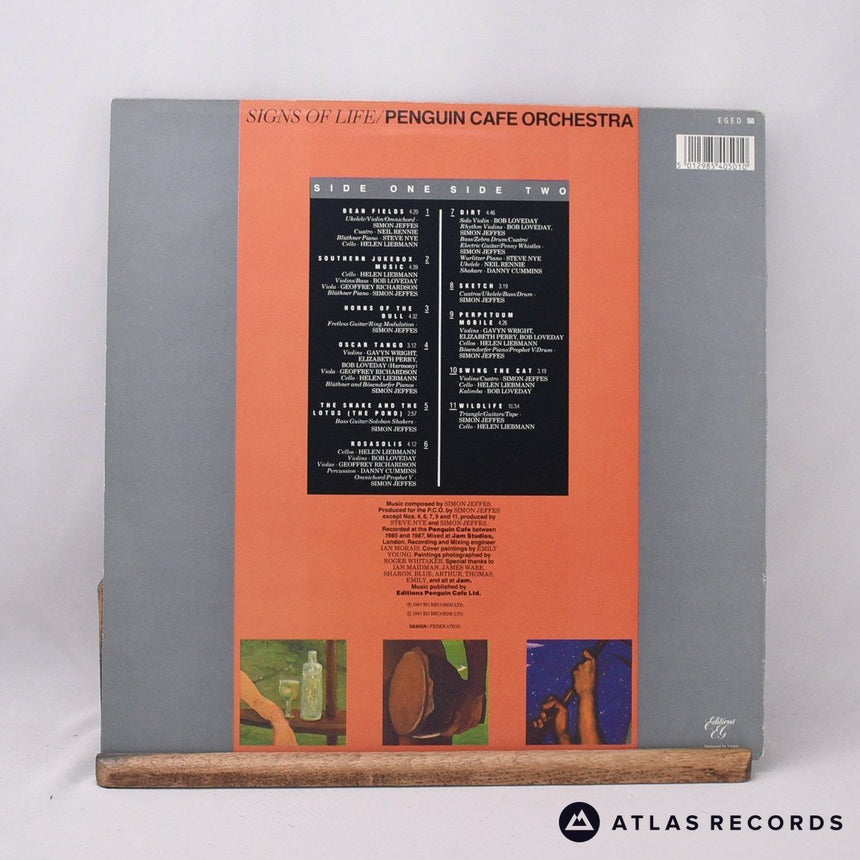 SIGNS OF LIFE/PENGUIN CAFE ORCHESTRA
EGED 50
5 012985 405010
SIDE ONE SIDE TWO
BEAN FIELDS 4.20 1
Ukelele/Violin/Omnichord ·
SIMON JEFFES
Cuatro · NEIL RENNIE
Blüthner Piano · STEVE NYE
Cello · HELEN LIEBMANN
SOUTHERN JUKEBOX 2
MUSIC 4.39
Cello · HELEN LIEBMANN
Violins/Bass · BOB LOVEDAY
Viola · GEOFFREY RICHARDSON
Blüthner Piano · SIMON JEFFES
HORNS OF THE 3
BULL 4.32
Fretless Guitar/Ring Modulation ·
SIMON JEFFES
OSCAR TANGO 3.12 4
Violins · GAVYN WRIGHT,
ELIZABETH PERRY,
BOB LOVEDAY (Harmony)
Viola · GEOFFREY RICHARDSON
Cello · HELEN LIEBMANN
Blüthner and Bösendorfer Pianos ·
SIMON JEFFES
THE SNAKE AND THE 5
LOTUS (THE POND) 2.57
Bass Guitar/Soloban Shakers ·
SIMON JEFFES
ROSASOLIS 4.12 6
Cellos · HELEN LIEBMANN
Violins · BOB LOVEDAY
Violas · GEOFFREY RICHARDSON
Percussion · DANNY CUMMINS
Omnichord/Prophet V ·
SIMON JEFFES
7 DIRT 4.46
Solo Violin · BOB LOVEDAY
Rhythm Violins · BOB LOVEDAY,
SIMON JEFFES
Bass/Zebra Drum/Cuatro/
Electric Guitar/Penny Whistles ·
SIMON JEFFES
Wurlitzer Piano · STEVE NYE
Ukelele · NEIL RENNIE
Shakere · DANNY CUMMINS
8 SKETCH 3.19
Cuatros/Ukelele/Bass/Drum ·
SIMON JEFFES
9 PERPETUUM
MOBILE 4.26
Violins · GAVYN WRIGHT,
ELIZABETH PERRY, BOB LOVEDAY
Cellos · HELEN LIEBMANN
Bösendorfer Piano/Prophet V/Drum ·
SIMON JEFFES
10 SWING THE CAT 3.19
Violins/Cuatro · SIMON JEFFES
Cello · HELEN LIEBMANN
Kalimba · BOB LOVEDAY
11 WILDLIFE 10.54
Triangle/Guitars/Tape ·
SIMON JEFFES
Cello · HELEN LIEBMANN
Music composed by SIMON JEFFES.
Produced for the P.C.O. by SIMON JEFFES
except Nos. 4, 6, 7, 9 and 11, produced by
STEVE NYE and SIMON JEFFES.
Recorded at the Penguin Cafe between
1985 and 1987, Mixed at Jam Studios,
London, Recording and Mixing engineer
IAN MORAIS. Cover paintings by EMILY
YOUNG. Paintings photographed by
ROGER WHITAKER. Special thanks to
IAN MAIDMAN, JAMES WARE,
SHARON, BLUE, ARTHUR, THOMAS,
EMILY, and all at Jam.
Music published by
Editions Penguin Cafe Ltd.
℗ 1987 EG RECORDS LTD
© 1987 EG RECORDS LTD
DESIGN: FEDERATION
Editions
EG
Marketed by Virgin
ATLAS RECORDS